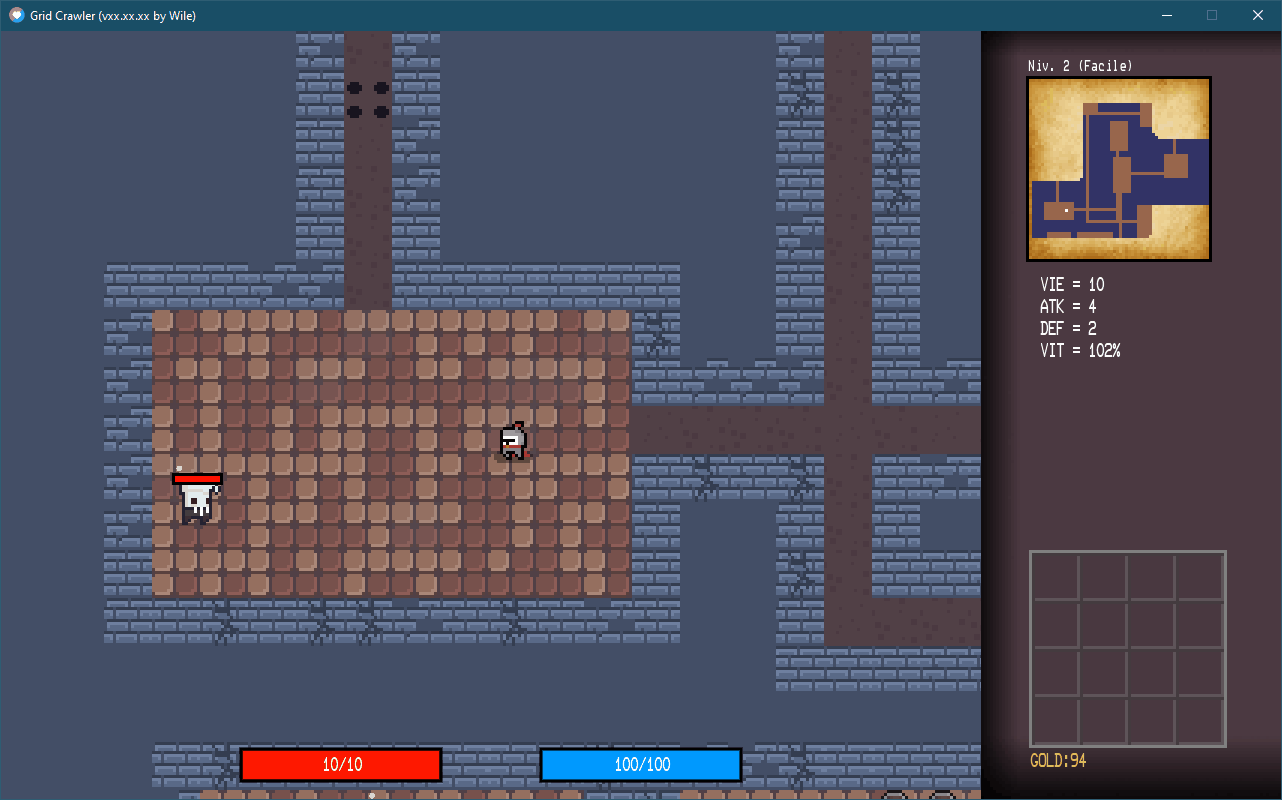 Grid Crawler (vxx.xx.xx by Wile)
Niv. 2 (Facile)
VIE = 10
ATK = 4
DEF = 2
VIT = 102%
GOLD:94
10/10
100/100